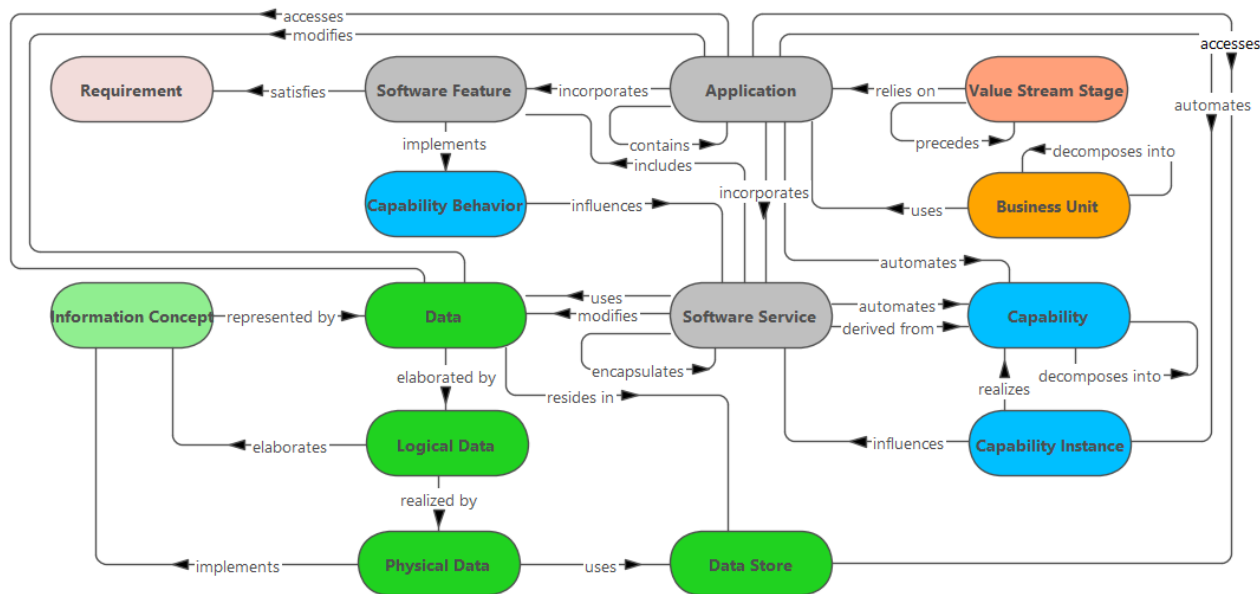 accesses
modifies
accesses
Requirement
satisfies
Software Feature
incorporates
Application
relies on
Value Stream Stage
automates
implements
contains
precedes
includes
decomposes into
Capability Behavior
influences
incorporates
uses
Business Unit
automates
Information Concept
represented by
Data
uses
modifies
Software Service
automates
derived from
Capability
encapsulates
elaborated by
resides in
decomposes into
realizes
elaborates
Logical Data
influences
Capability Instance
realized by
implements
Physical Data
uses
Data Store